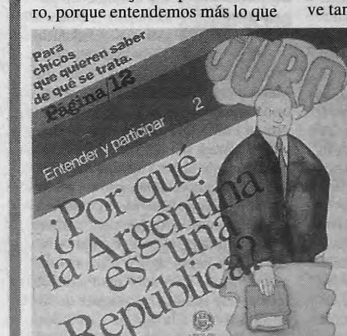 ro, porque entendemos más lo que
ve tan
Para
chicos
que quieren saber
de qué se trata.
Página/12
JURO
Entender y participar
2
¿Por qué
la Argentina
es una
República?